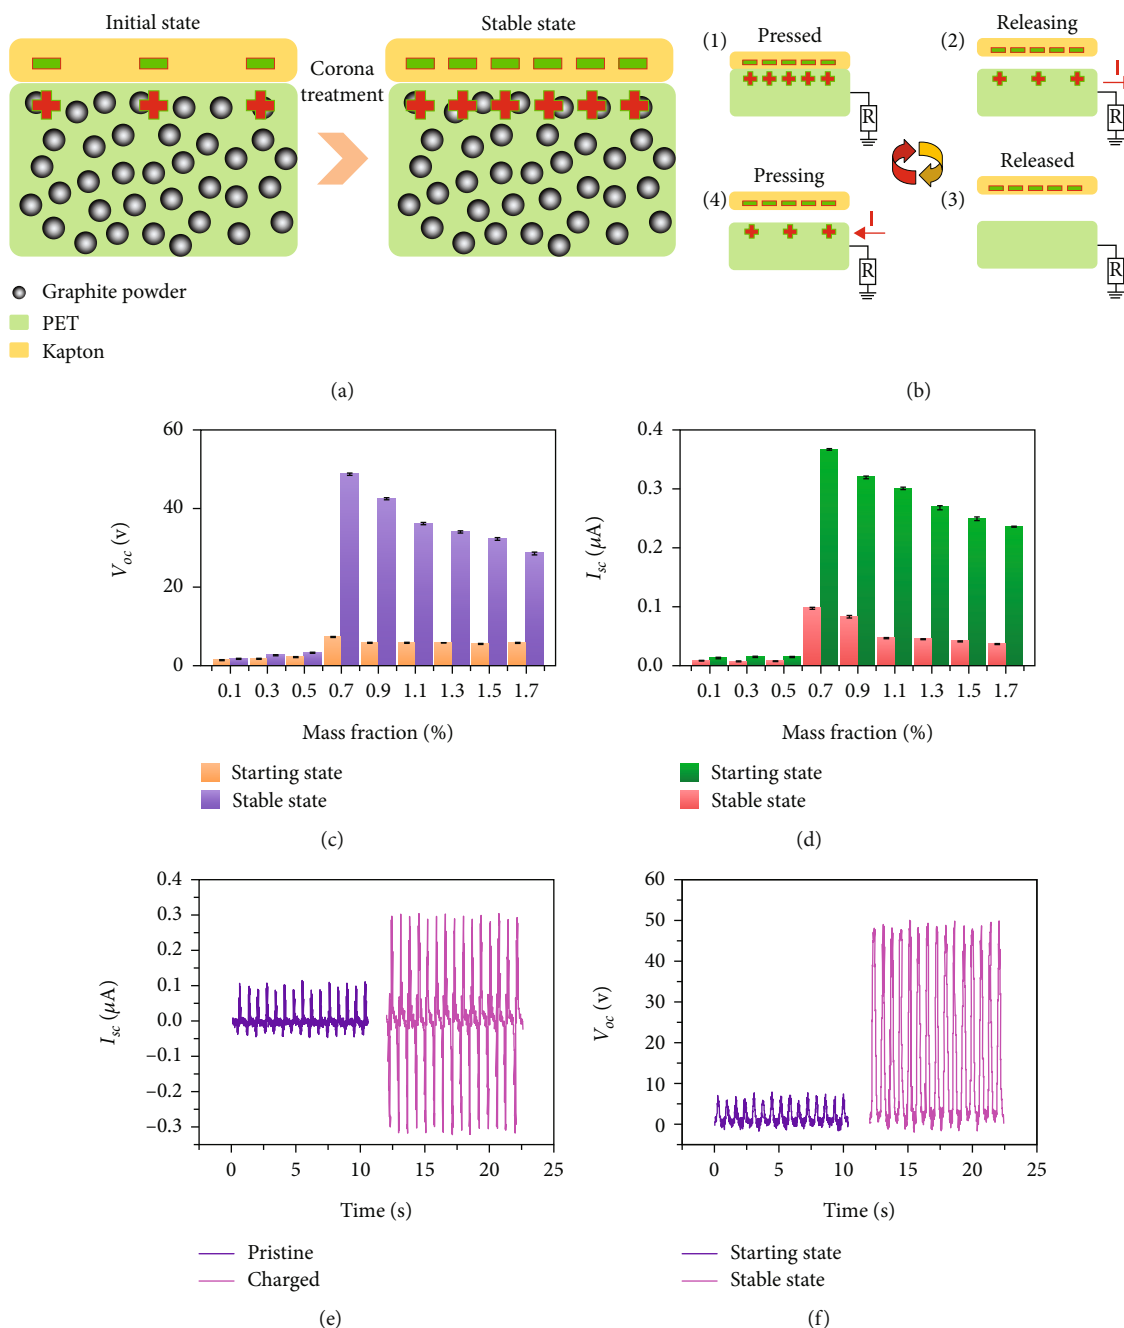 Initial state
Stable state
Corona
treatment
Graphite powder
PET
Kapton
(a)
(1)
Pressed
R
(2)
Releasing
I
R
(4)
Pressing
I
R
(3)
Released
R
(b)
60
40
20
0
V_oc (v)
0.1 0.3 0.5 0.7 0.9 1.1 1.3 1.5 1.7
Mass fraction (%)
Starting state
Stable state
(c)
0.4
0.3
0.2
0.1
0.0
I_sc (μA)
0.1 0.3 0.5 0.7 0.9 1.1 1.3 1.5 1.7
Mass fraction (%)
Starting state
Stable state
(d)
0.4
0.3
0.2
0.1
0.0
−0.1
−0.2
−0.3
I_sc (μA)
0 5 10 15 20 25
Time (s)
Pristine
Charged
(e)
60
50
40
30
20
10
0
V_oc (v)
0 5 10 15 20 25
Time (s)
Starting state
Stable state
(f)